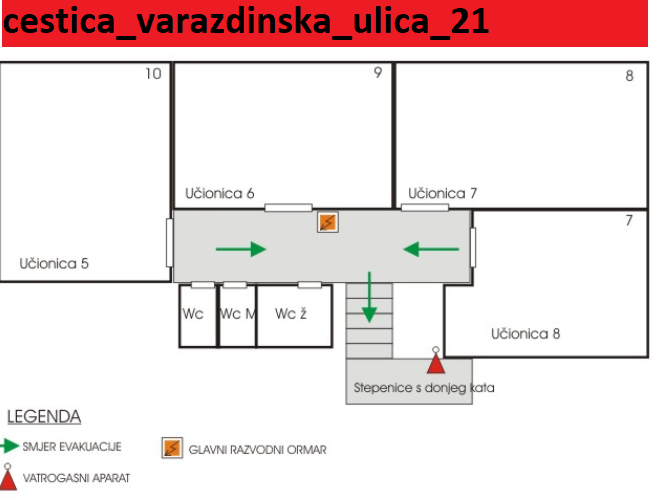 cestica_varazdinska_ulica_21
10
9
8
Učionica 6
Učionica 7
7
Učionica 5
Wc
Wc M
Wc ž
Učionica 8
Stepenice s donjeg kata
LEGENDA
SMJER EVAKUACIJE
GLAVNI RAZVODNI ORMAR
VATROGASNI APARAT